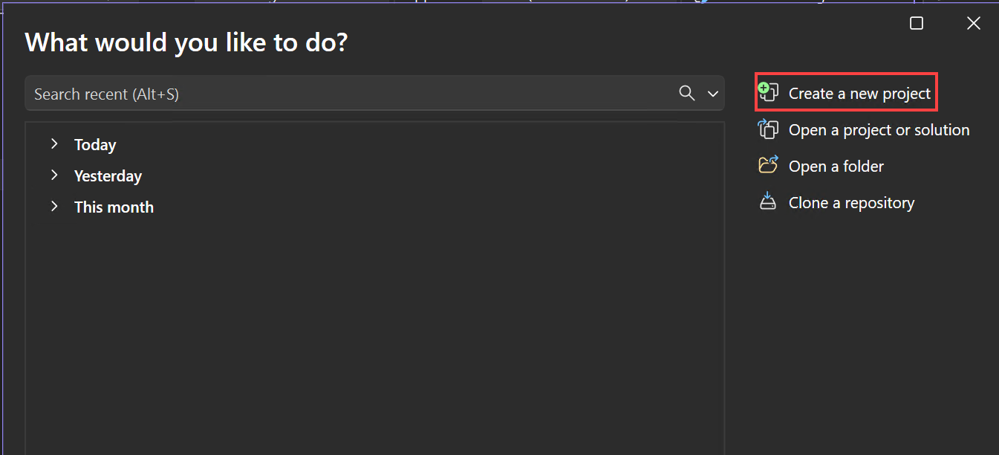 What would you like to do?
Search recent (Alt+S)
Today
Yesterday
This month
Create a new project
Open a project or solution
Open a folder
Clone a repository